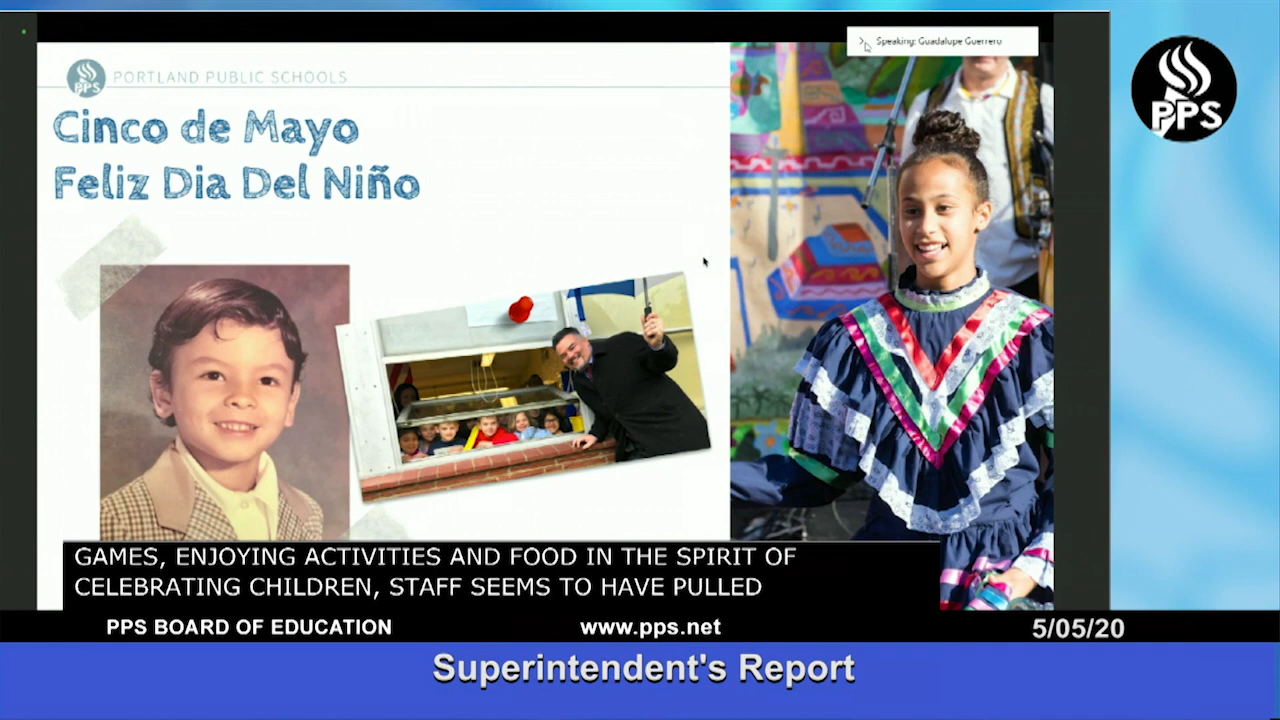 Speaking: Guadalupe Guerrero
PPS
PORTLAND PUBLIC SCHOOLS
PPS
Cinco de Mayo
Feliz Dia Del Niño
GAMES, ENJOYING ACTIVITIES AND FOOD IN THE SPIRIT OF
CELEBRATING CHILDREN, STAFF SEEMS TO HAVE PULLED
PPS BOARD OF EDUCATION
www.pps.net
5/05/20
Superintendent's Report